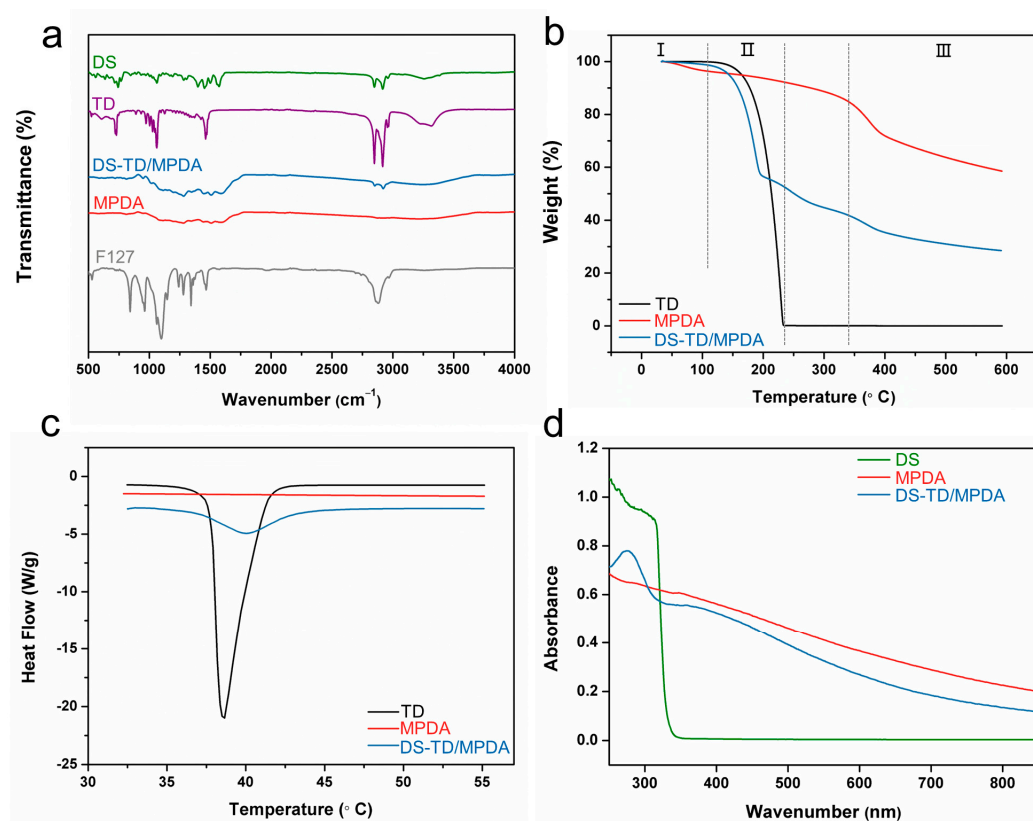 a
DS
TD
DS-TD/MPDA
MPDA
F127
Transmittance (%)
500 1000 1500 2000 2500 3000 3500 4000
Wavenumber (cm⁻¹)
b
I II III
100
80
60
40
20
0
Weight (%)
TD
MPDA
DS-TD/MPDA
0 100 200 300 400 500 600
Temperature (° C)
c
0
-5
-10
-15
-20
-25
Heat Flow (W/g)
TD
MPDA
DS-TD/MPDA
30 35 40 45 50 55
Temperature (° C)
d
1.2
1.0
0.8
0.6
0.4
0.2
0.0
Absorbance
DS
MPDA
DS-TD/MPDA
300 400 500 600 700 800
Wavenumber (nm)